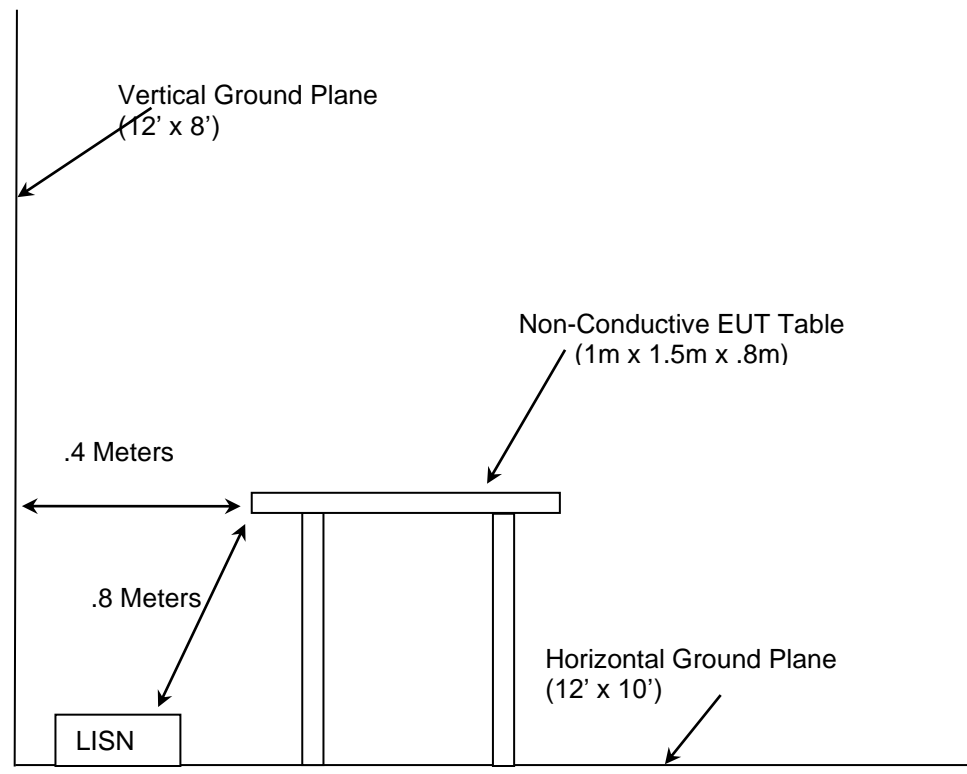 Vertical Ground Plane
(12’ x 8’)
Non-Conductive EUT Table
(1m x 1.5m x .8m)
.4 Meters
.8 Meters
Horizontal Ground Plane
(12’ x 10’)
LISN